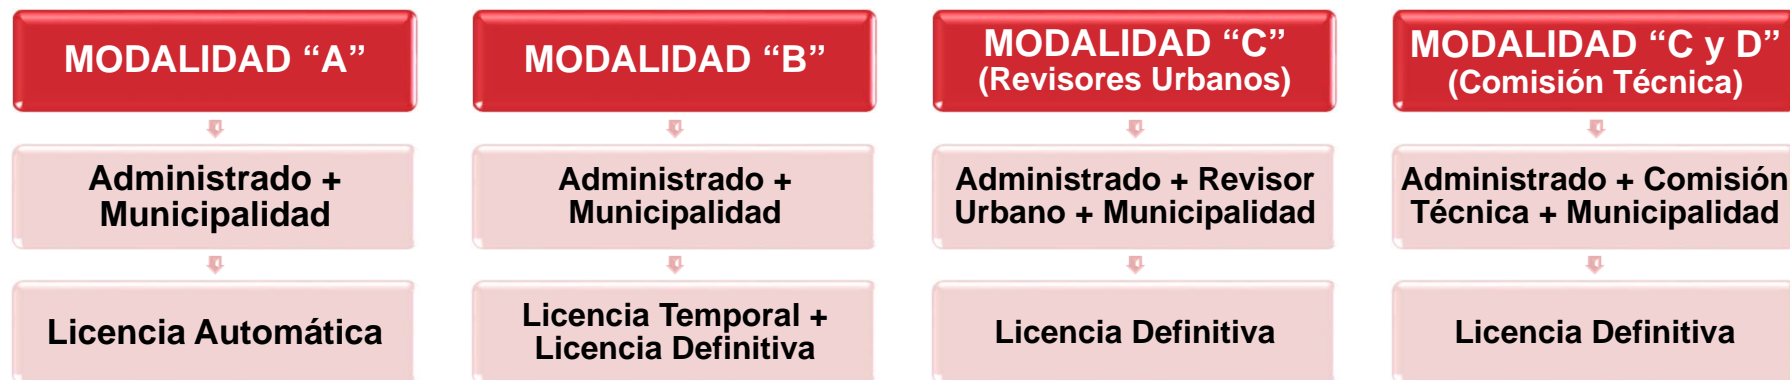 MODALIDAD “A”
Administrado +
Municipalidad
Licencia Automática
MODALIDAD “B”
Administrado +
Municipalidad
Licencia Temporal +
Licencia Definitiva
MODALIDAD “C”
(Revisores Urbanos)
Administrado + Revisor
Urbano + Municipalidad
Licencia Definitiva
MODALIDAD “C y D”
(Comisión Técnica)
Administrado + Comisión
Técnica + Municipalidad
Licencia Definitiva